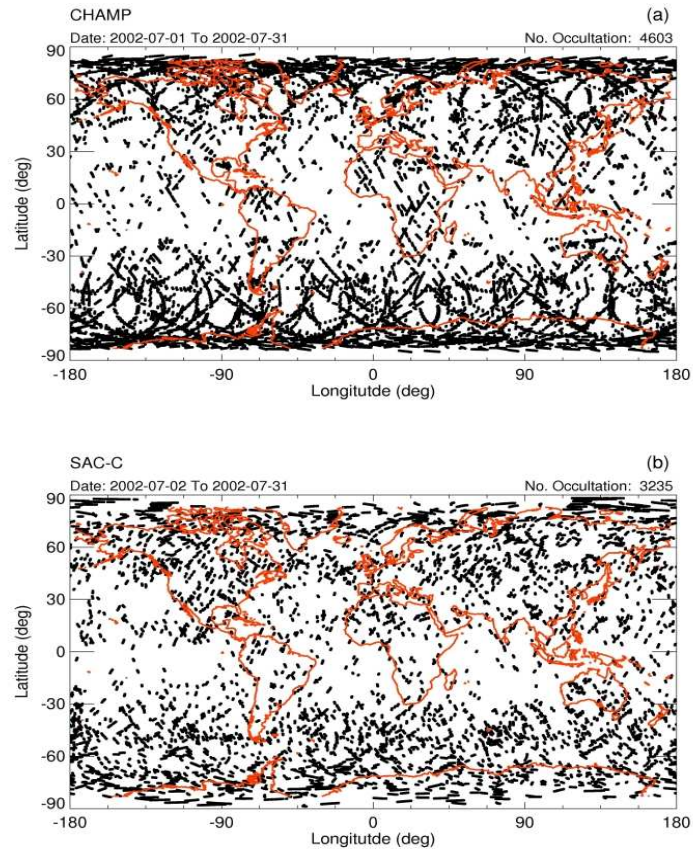 CHAMP (a)
Date: 2002-07-01 To 2002-07-31 No. Occultation: 4603
90
60
30
0
-30
-60
-90
Latitude (deg)
-180 -90 0 90 180
Longitutde (deg)
SAC-C (b)
Date: 2002-07-02 To 2002-07-31 No. Occultation: 3235
90
60
30
0
-30
-60
-90
Latitude (deg)
-180 -90 0 90 180
Longitutde (deg)